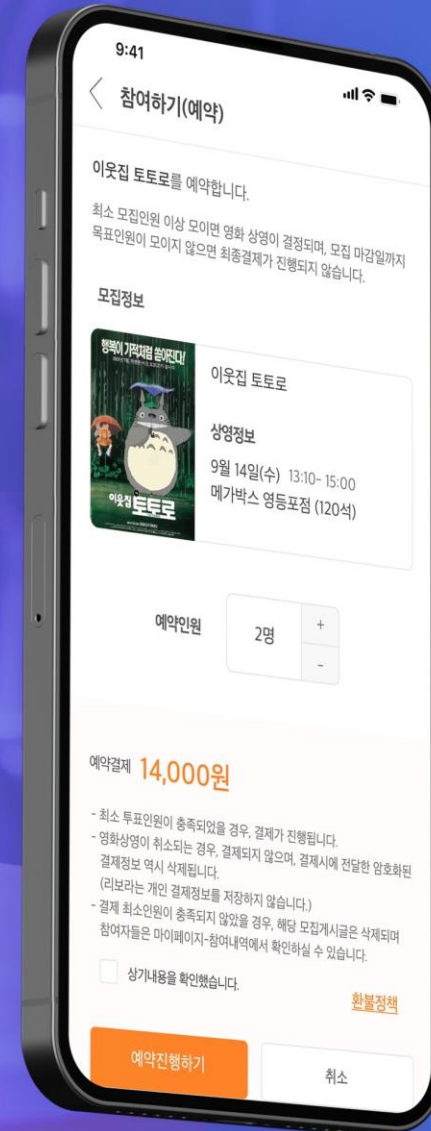 9:41
참여하기(예약)
이웃집 토토로를 예약합니다.
최소 모집인원 이상 모이면 영화 상영이 결정되며, 모집 마감일까지
목표인원이 모이지 않으면 최종결제가 진행되지 않습니다.
모집정보
행복이 기적처럼 쏟아진다!
이웃집 토토로
이웃집 토토로
상영정보
9월 14일(수) 13:10- 15:00
메가박스 영등포점 (120석)
예약인원
2명
+
-
예약결제 14,000원
- 최소 투표인원이 충족되었을 경우, 결제가 진행됩니다.
- 영화상영이 취소되는 경우, 결제되지 않으며, 결제시에 전달한 암호화된
결제정보 역시 삭제됩니다.
(리보라는 개인 결제정보를 저장하지 않습니다.)
- 결제 최소인원이 충족되지 않았을 경우, 해당 모집게시글은 삭제되며
참여자들은 마이페이지-참여내역에서 확인하실 수 있습니다.
상기내용을 확인했습니다.
환불정책
예약진행하기
취소